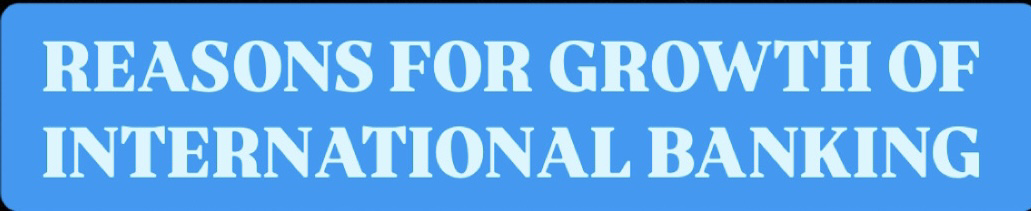 REASONS FOR GROWTH OF
INTERNATIONAL BANKING